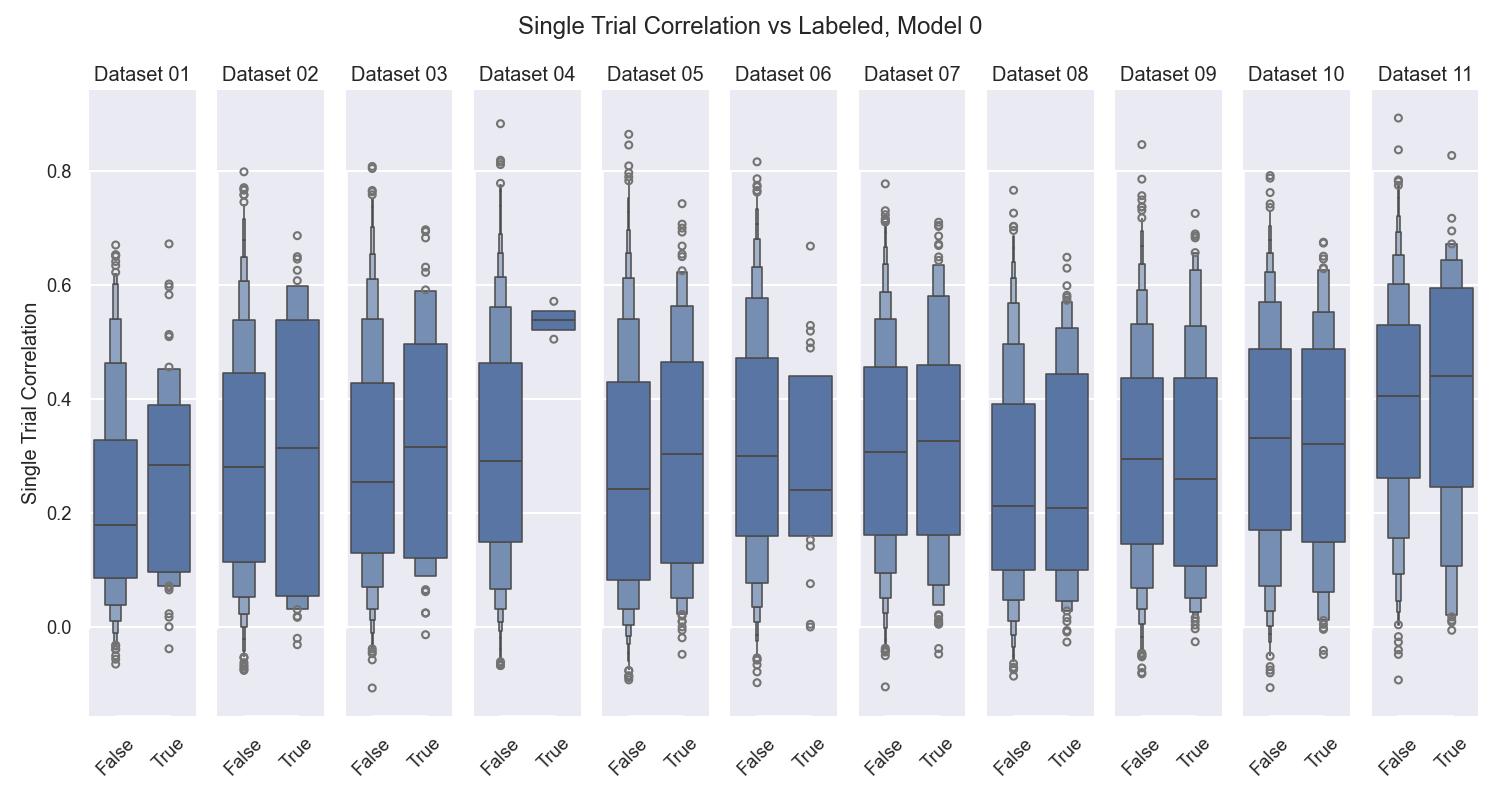 Single Trial Correlation vs Labeled, Model 0
Dataset 01 Dataset 02 Dataset 03 Dataset 04 Dataset 05 Dataset 06 Dataset 07 Dataset 08 Dataset 09 Dataset 10 Dataset 11
Single Trial Correlation
0.8
0.6
0.4
0.2
0.0
False True False True False True False True False True False True False True False True False True False True False True